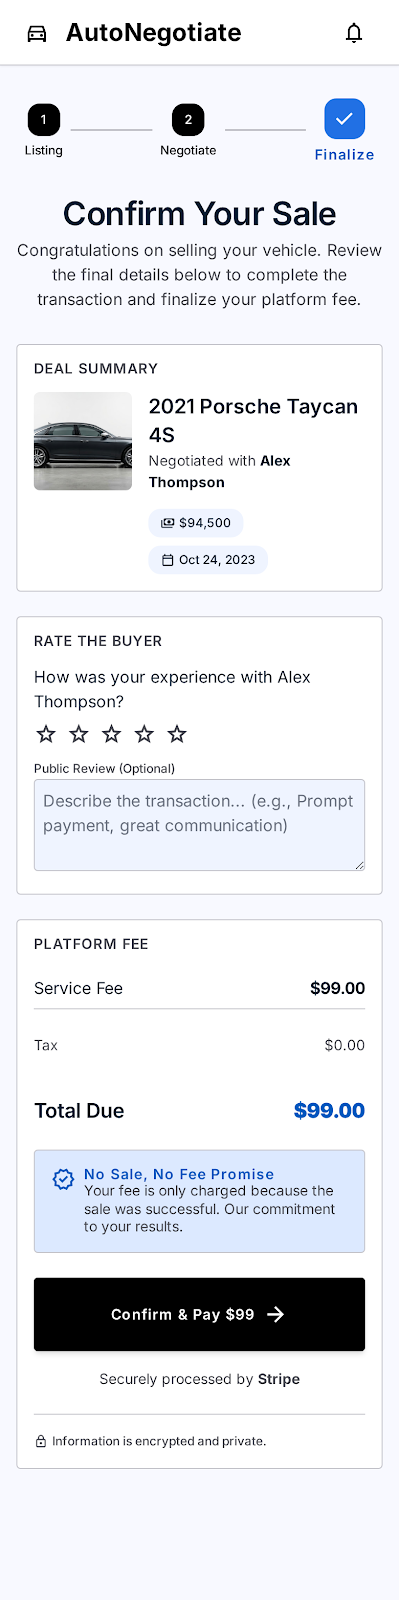 AutoNegotiate
1
2
Listing
Negotiate
Finalize
Confirm Your Sale
Congratulations on selling your vehicle. Review
the final details below to complete the
transaction and finalize your platform fee.
DEAL SUMMARY
2021 Porsche Taycan
4S
Negotiated with Alex
Thompson
$94,500
Oct 24, 2023
RATE THE BUYER
How was your experience with Alex
Thompson?
Public Review (Optional)
Describe the transaction... (e.g., Prompt
payment, great communication)
PLATFORM FEE
Service Fee $99.00
Tax $0.00
Total Due $99.00
No Sale, No Fee Promise
Your fee is only charged because the
sale was successful. Our commitment
to your results.
Confirm & Pay $99
Securely processed by Stripe
Information is encrypted and private.